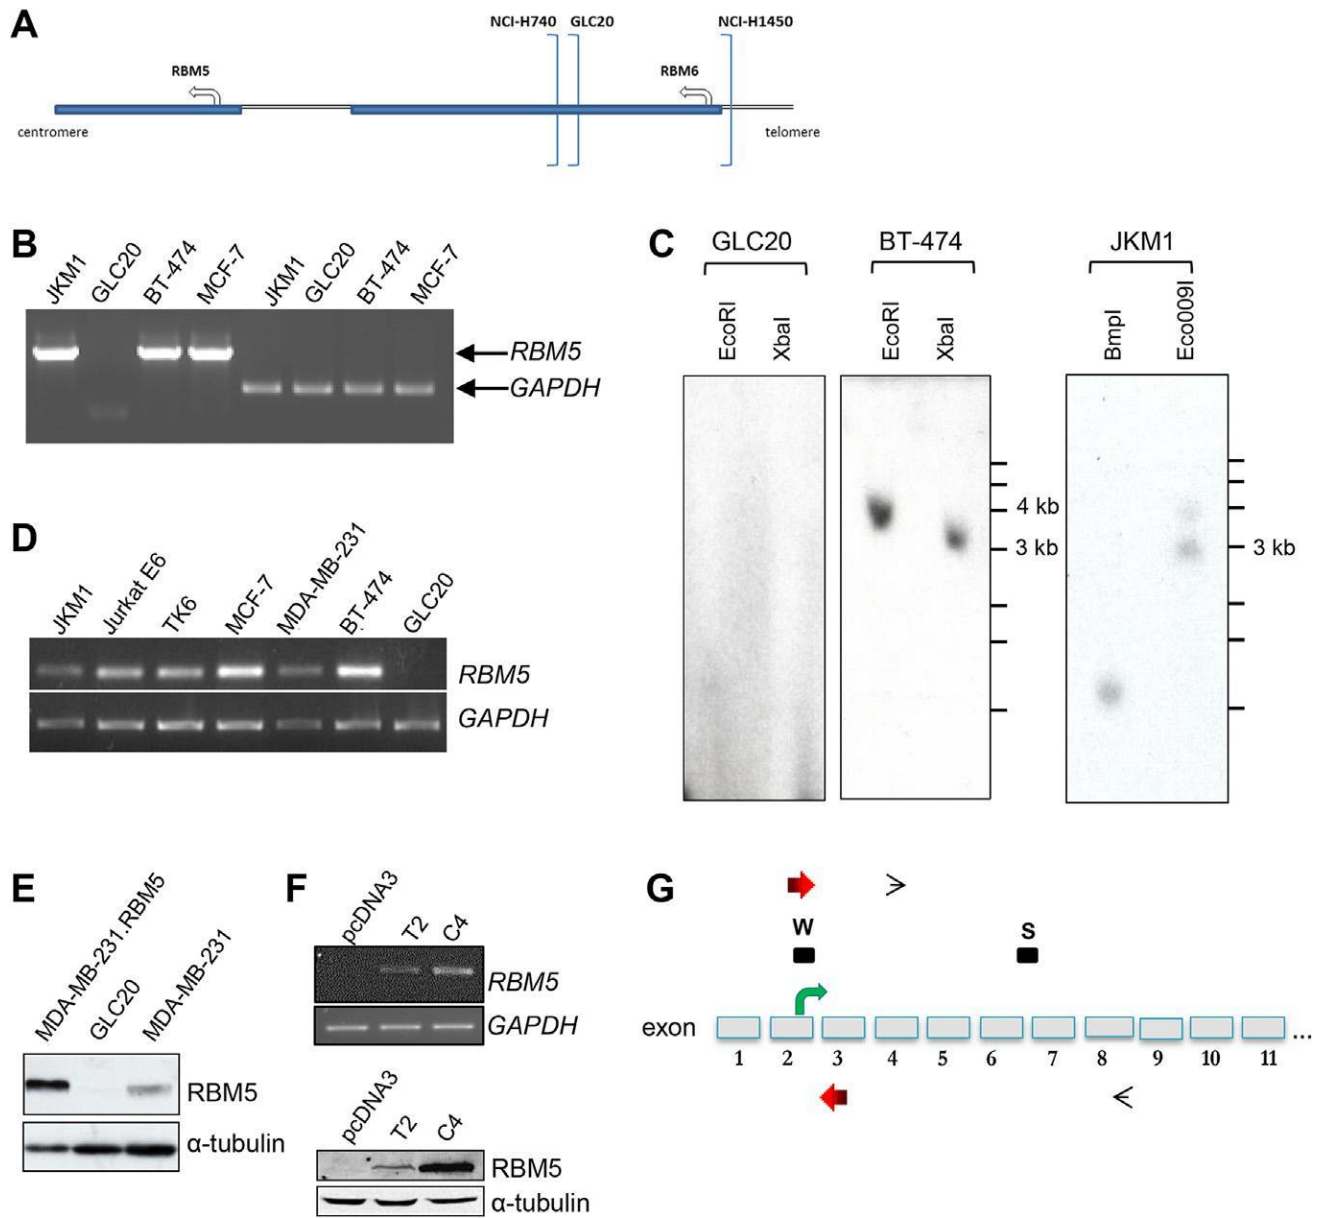 A
NCI-H740 GLC20 NCI-H1450
RBM5 RBM6
centromere telomere
B
JKM1 GLC20 BT-474 MCF-7 JKM1 GLC20 BT-474 MCF-7
RBM5
GAPDH
C
GLC20 BT-474 JKM1
EcoRI XbaI EcoRI XbaI BmpI Eco009I
4 kb
3 kb 3 kb
D
JKM1 Jurkat E6 TK6 MCF-7 MDA-MB-231 BT-474 GLC20
RBM5
GAPDH
E
MDA-MB-231.RBM5 GLC20 MDA-MB-231
RBM5
α-tubulin
F
pcDNA3 T2 C4
RBM5
GAPDH
pcDNA3 T2 C4
RBM5
α-tubulin
G
W S
exon ...
1 2 3 4 5 6 7 8 9 10 11